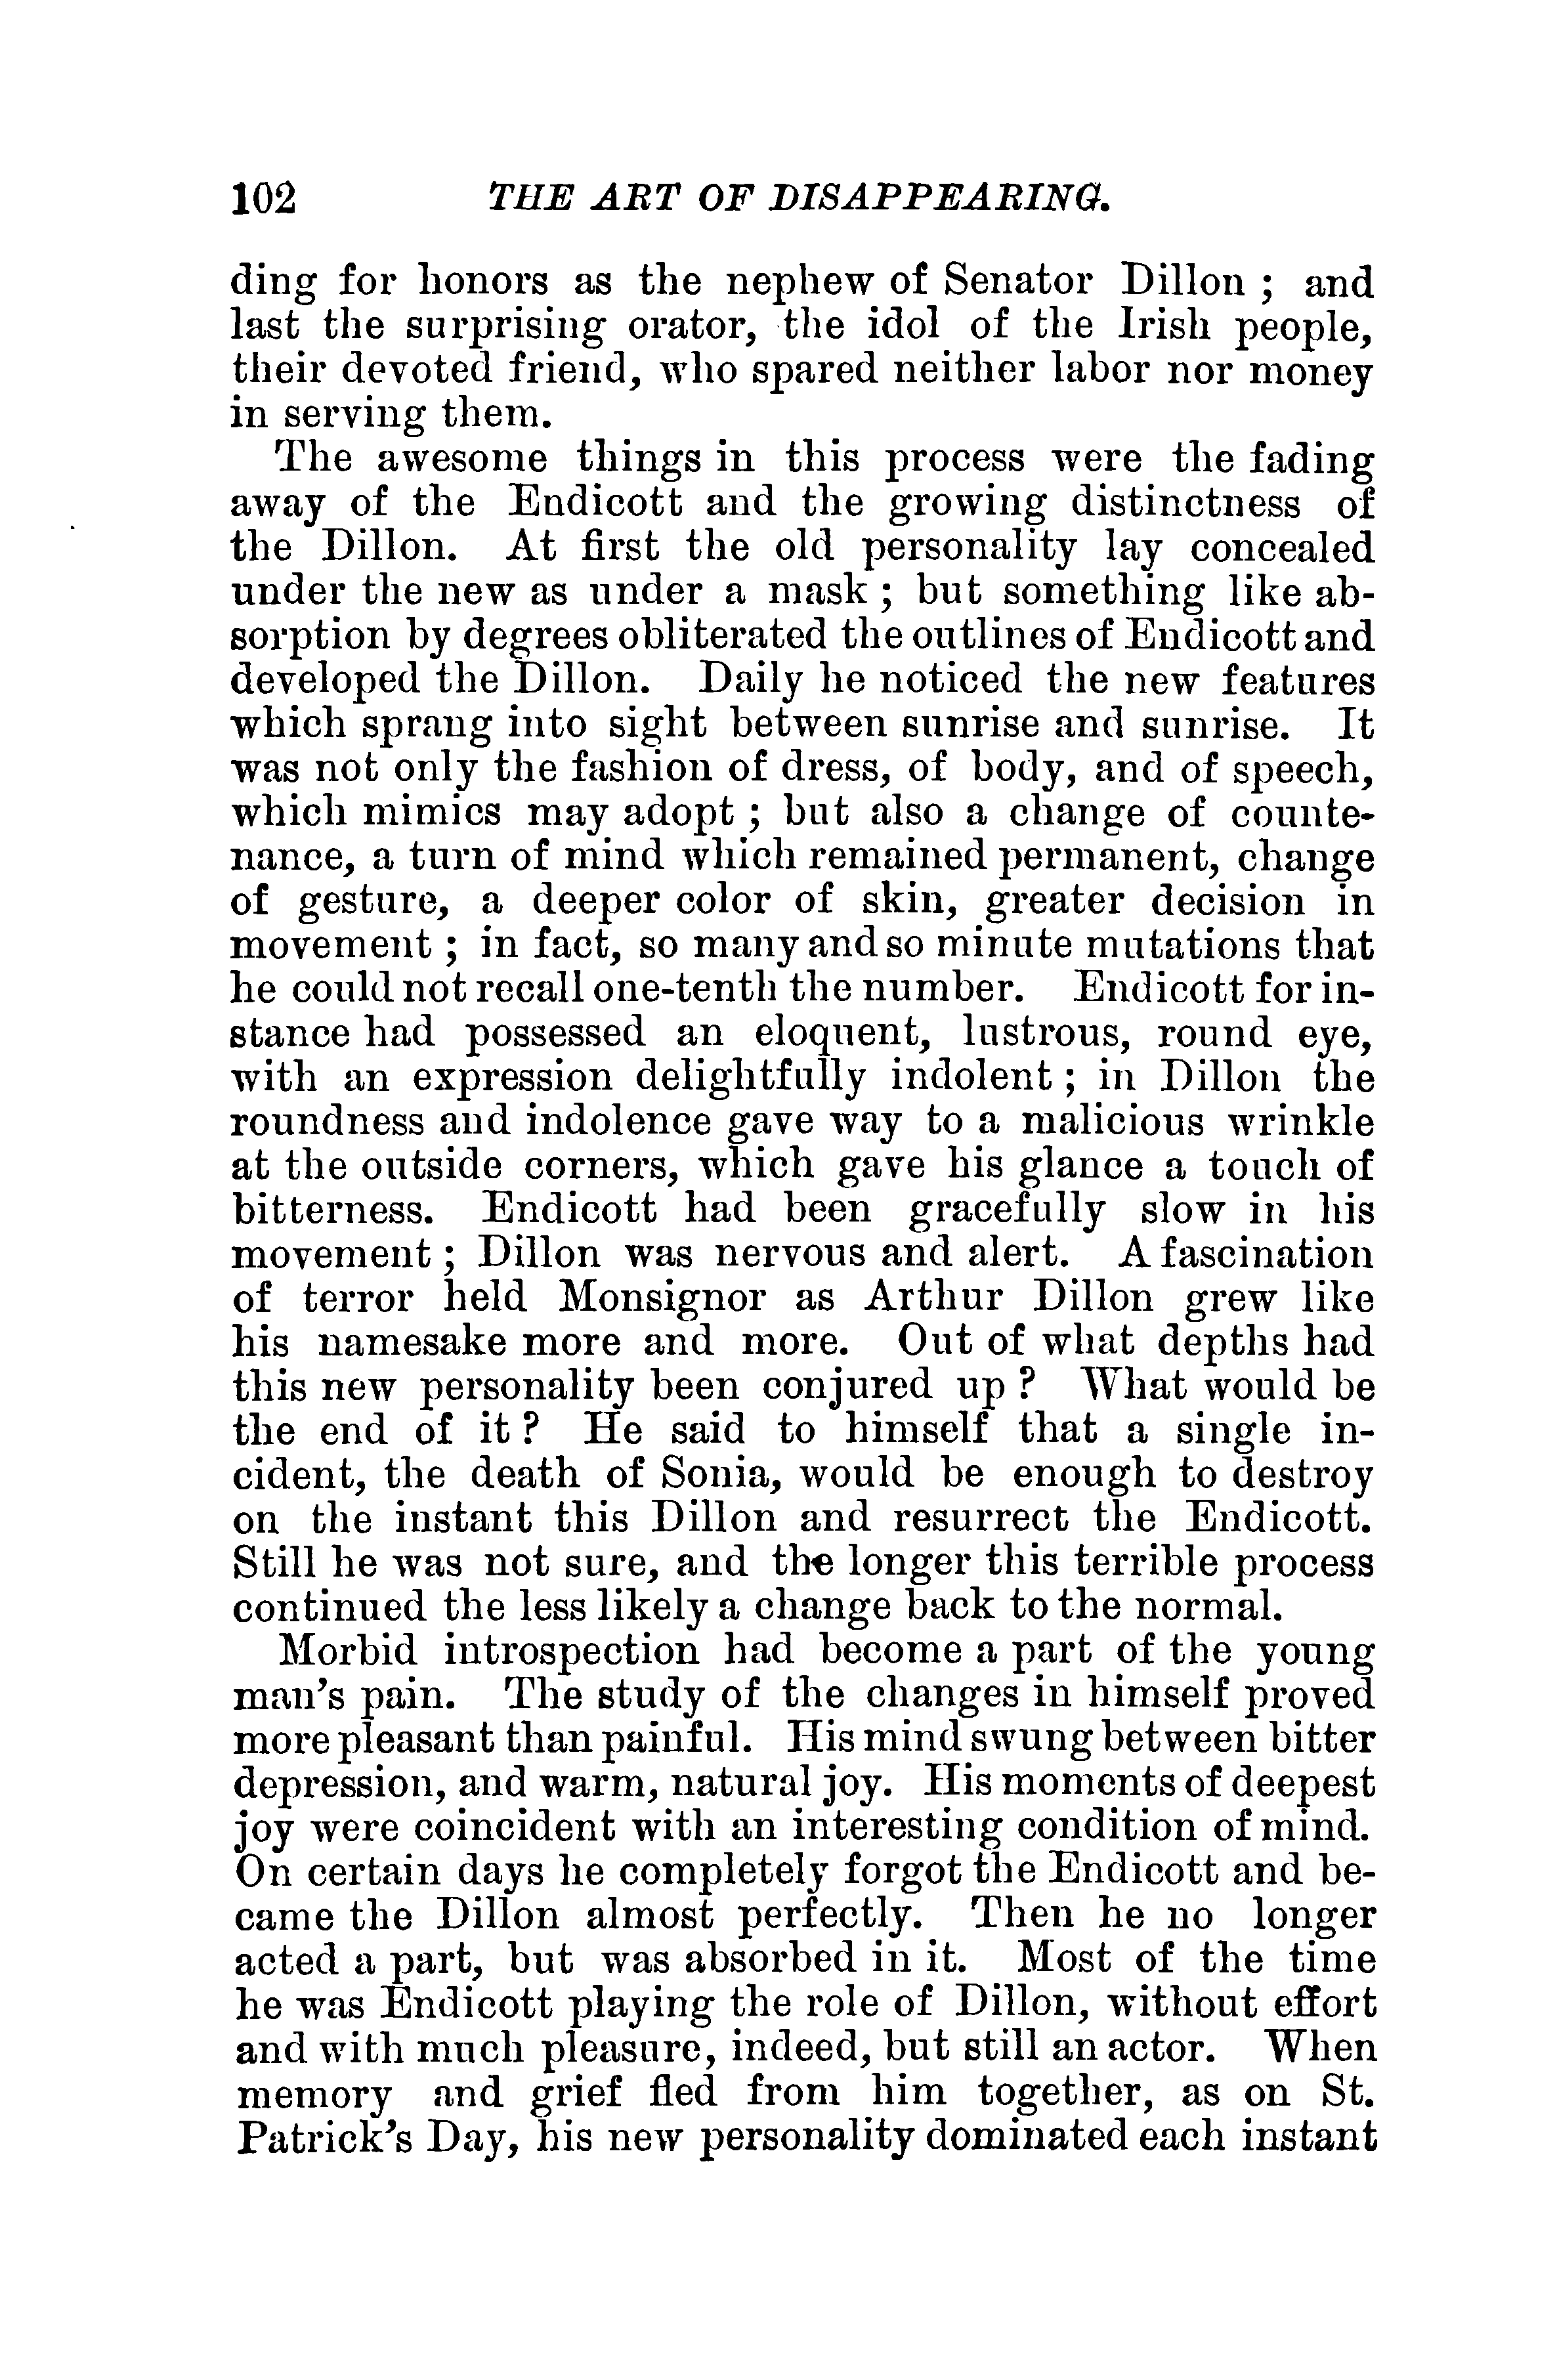 102 THE ART OF DISAPPEARING.
ding for honors as the nephew of Senator Dillon ; and
last the surprising orator, the idol of the Irish people,
their devoted friend, who spared neither labor nor money
in serving them.
The awesome things in this process were the fading
away of the Endicott and the growing distinctness of
the Dillon. At first the old personality lay concealed
under the new as under a mask ; but something like ab-
sorption by degrees obliterated the outlines of Endicott and
developed the Dillon. Daily he noticed the new features
which sprang into sight between sunrise and sunrise. It
was not only the fashion of dress, of body, and of speech,
which mimics may adopt ; but also a change of counte-
nance, a turn of mind which remained permanent, change
of gesture, a deeper color of skin, greater decision in
movement ; in fact, so many and so minute mutations that
he could not recall one-tenth the number. Endicott for in-
stance had possessed an eloquent, lustrous, round eye,
with an expression delightfully indolent ; in Dillon the
roundness and indolence gave way to a malicious wrinkle
at the outside corners, which gave his glance a touch of
bitterness. Endicott had been gracefully slow in his
movement ; Dillon was nervous and alert. A fascination
of terror held Monsignor as Arthur Dillon grew like
his namesake more and more. Out of what depths had
this new personality been conjured up ? What would be
the end of it ? He said to himself that a single in-
cident, the death of Sonia, would be enough to destroy
on the instant this Dillon and resurrect the Endicott.
Still he was not sure, and the longer this terrible process
continued the less likely a change back to the normal.
Morbid introspection had become a part of the young
man's pain. The study of the changes in himself proved
more pleasant than painful. His mind swung between bitter
depression, and warm, natural joy. His moments of deepest
joy were coincident with an interesting condition of mind.
On certain days he completely forgot the Endicott and be-
came the Dillon almost perfectly. Then he no longer
acted a part, but was absorbed in it. Most of the time
he was Endicott playing the role of Dillon, without effort
and with much pleasure, indeed, but still an actor. When
memory and grief fled from him together, as on St.
Patrick's Day, his new personality dominated each instant